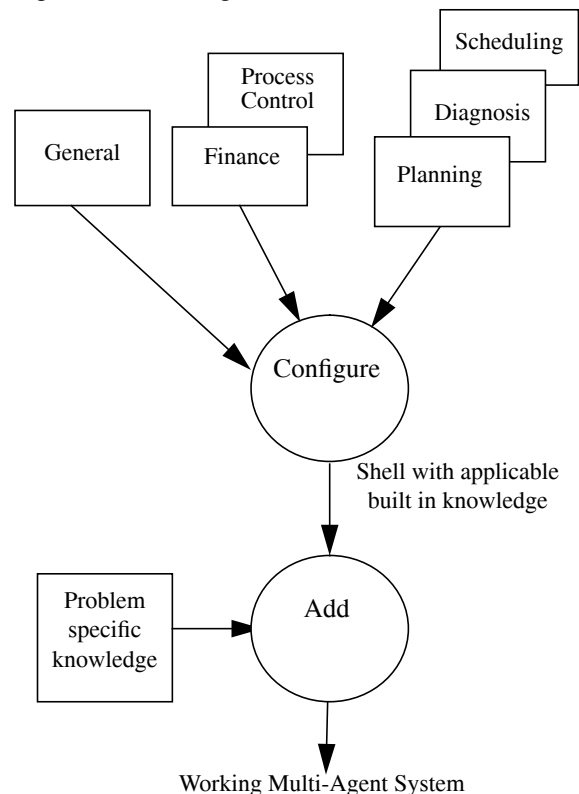 Scheduling
Process
Control
Diagnosis
General
Finance
Planning
Configure
Shell with applicable
built in knowledge
Problem
specific
knowledge
Add
Working Multi-Agent System